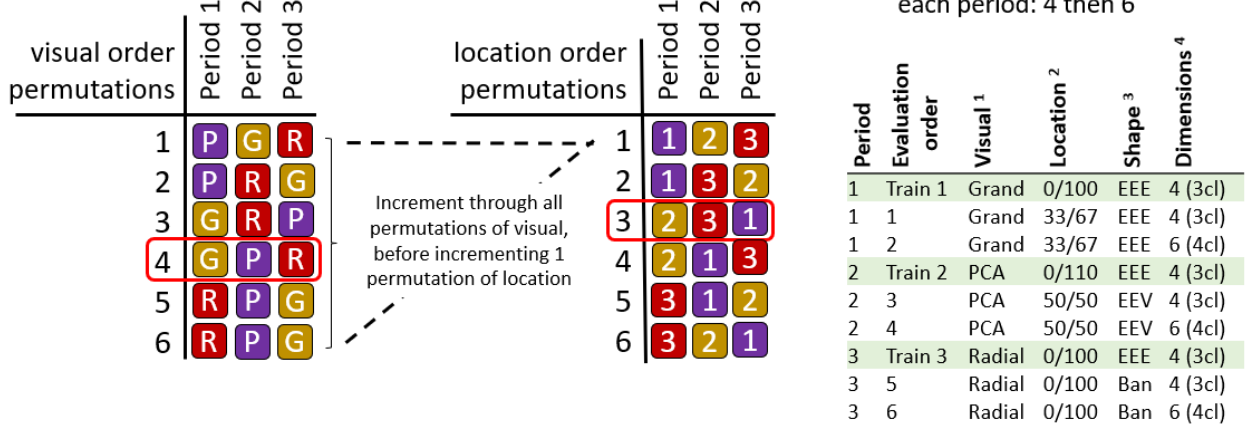 each period: 4 then 6
visual order
permutations
Period 1
Period 2
Period 3
1 P G R
2 P R G
3 G R P
4 G P R
5 R P G
6 R P G
Increment through all
permutations of visual,
before incrementing 1
permutation of location
location order
permutations
Period 1
Period 2
Period 3
1 1 2 3
2 1 3 2
3 2 3 1
4 2 1 3
5 3 1 2
6 3 2 1
Period
Evaluation
order
Visual 1
Location 2
Shape 3
Dimensions 4
1 Train 1 Grand 0/100 EEE 4 (3cl)
1 1 Grand 33/67 EEE 4 (3cl)
1 2 Grand 33/67 EEE 6 (4cl)
2 Train 2 PCA 0/110 EEE 4 (3cl)
2 3 PCA 50/50 EEV 4 (3cl)
2 4 PCA 50/50 EEV 6 (4cl)
3 Train 3 Radial 0/100 EEE 4 (3cl)
3 5 Radial 0/100 Ban 4 (3cl)
3 6 Radial 0/100 Ban 6 (4cl)